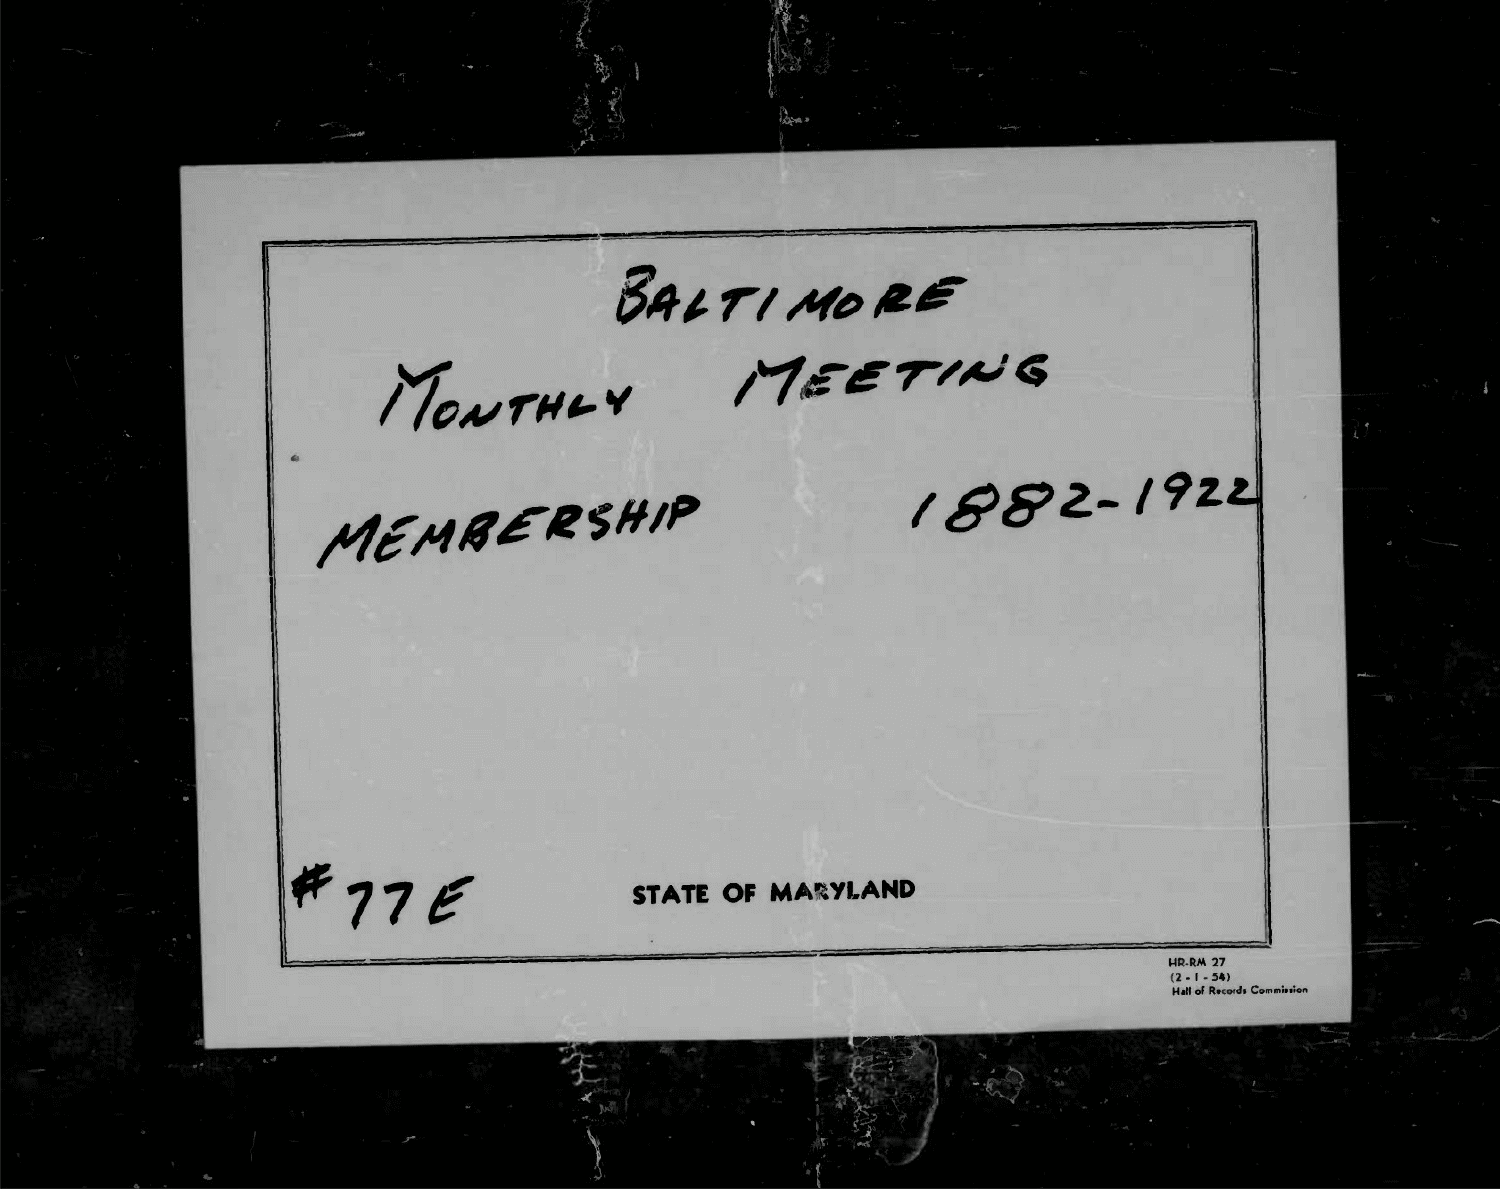 BALTIMORE
MONTHLY MEETING
MEMBERSHIP 1882-1922
# 77E
STATE OF MARYLAND
HR-RM 27
(2-1-54)
Hall of Records Commission